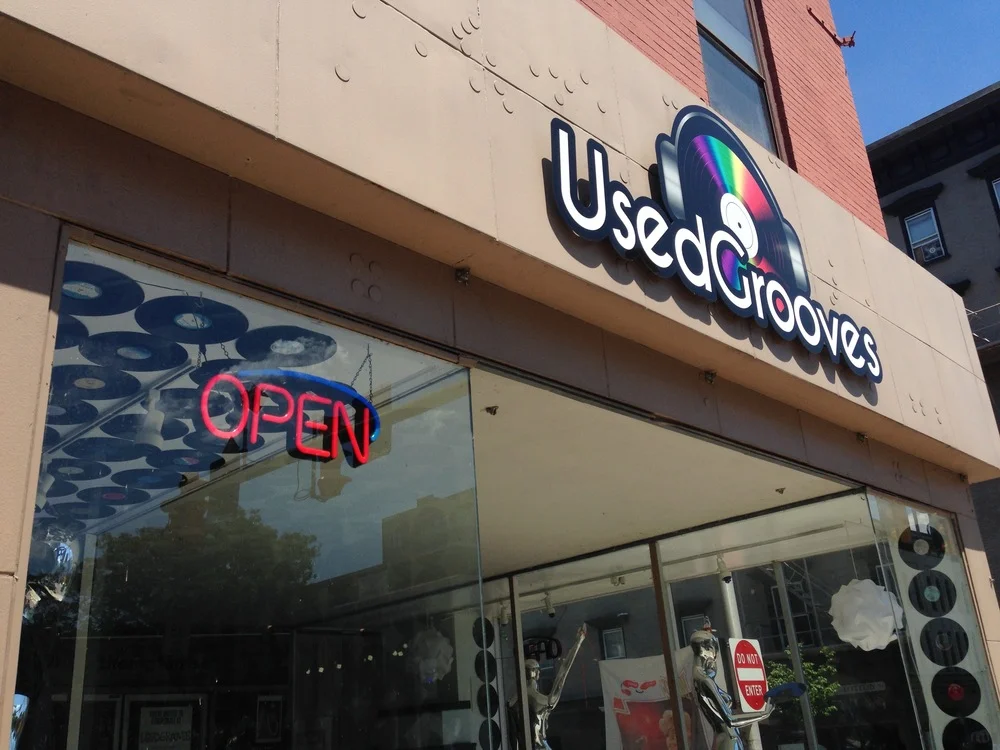 UsedGrooves
OPEN
DO NOT
ENTER